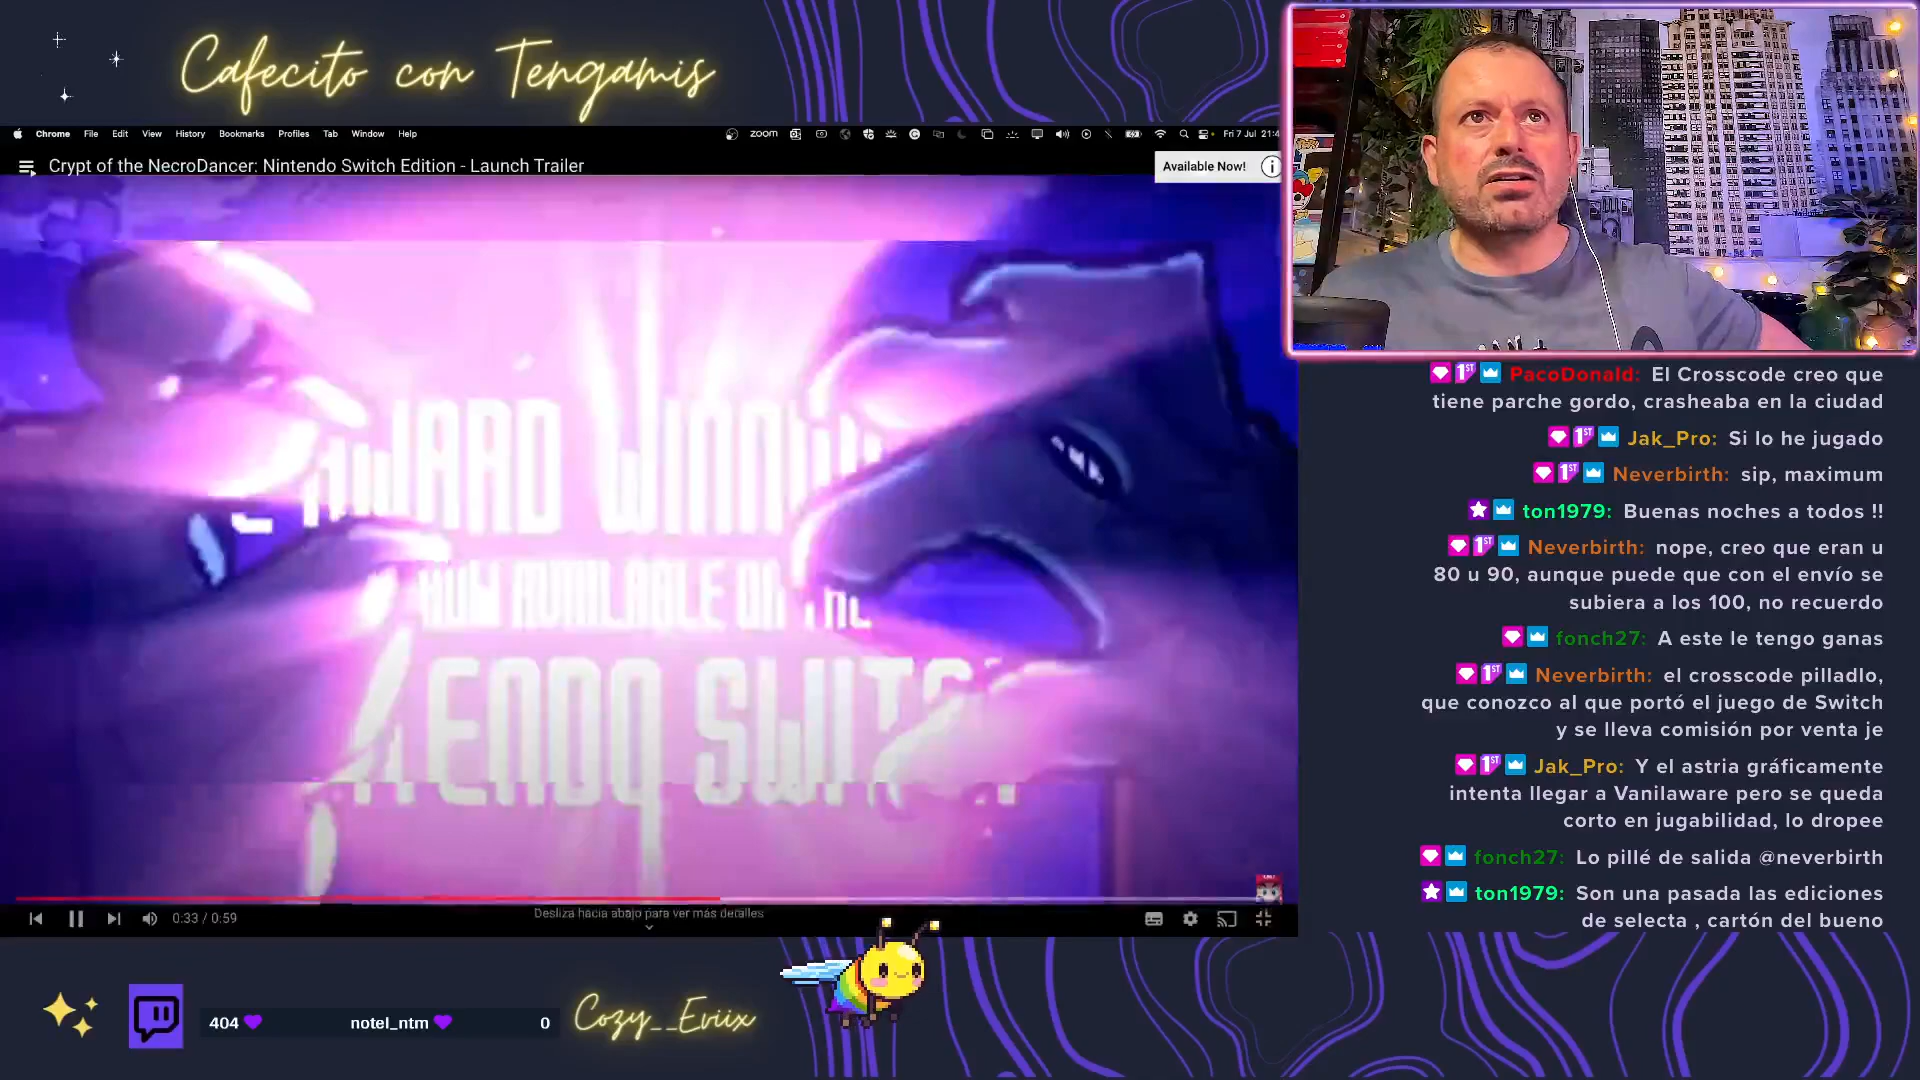 Cafecito con Tengamis
Chrome File Edit View History Bookmarks Profiles Tab Window Help
zoom
Fri 7 Jul 21:4
Crypt of the NecroDancer: Nintendo Switch Edition - Launch Trailer
Available Now!
PacoDonald: El Crosscode creo que
tiene parche gordo, crasheaba en la ciudad
Jak_Pro: Si lo he jugado
Neverbirth: sip, maximum
ton1979: Buenas noches a todos !!
Neverbirth: nope, creo que eran u
80 u 90, aunque puede que con el envío se
subiera a los 100, no recuerdo
fonch27: A este le tengo ganas
Neverbirth: el crosscode pilladlo,
que conozco al que portó el juego de Switch
y se lleva comisión por venta je
Jak_Pro: Y el astria gráficamente
intenta llegar a Vanilaware pero se queda
corto en jugabilidad, lo dropee
fonch27: Lo pillé de salida @neverbirth
ton1979: Son una pasada las ediciones
de selecta , cartón del bueno
0:33 / 0:59
Desliza hacia abajo para ver más detalles
404
notel_ntm
0
Cozy__Eviix